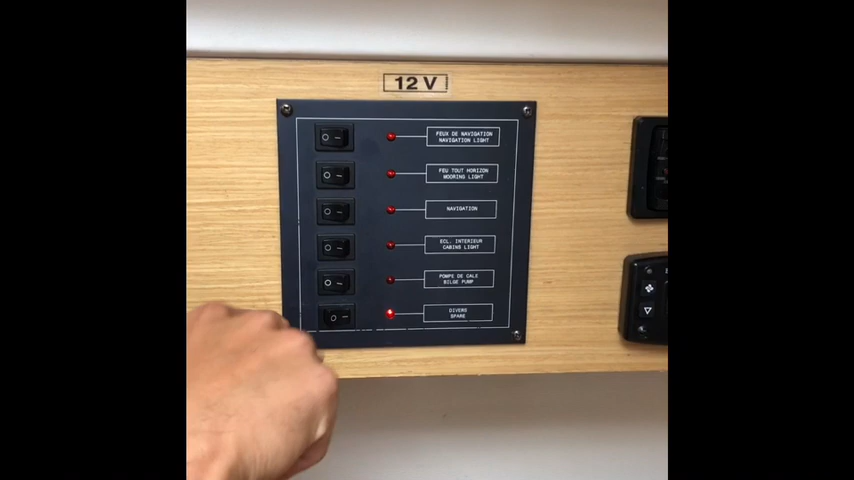 12 V
FEUX DE NAVIGATION
NAVIGATION LIGHT
FEU TOUT HORIZON
MOORING LIGHT
NAVIGATION
ECL. INTERIEUR
CABINS LIGHT
POMPE DE CALE
BILGE PUMP
DIVERS
SPARE